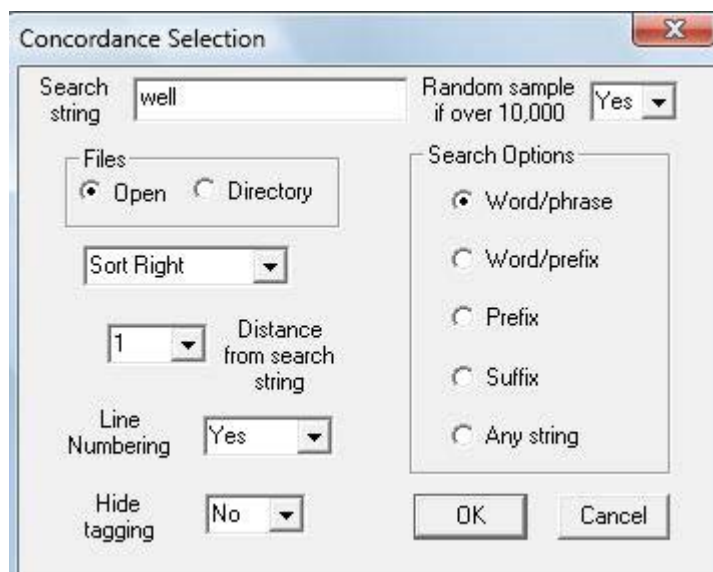 Concordance Selection
Search string
well
Random sample if over 10,000
Yes
Files
Open
Directory
Sort Right
1
Distance from search string
Line Numbering
Yes
Hide tagging
No
Search Options
Word/phrase
Word/prefix
Prefix
Suffix
Any string
OK
Cancel